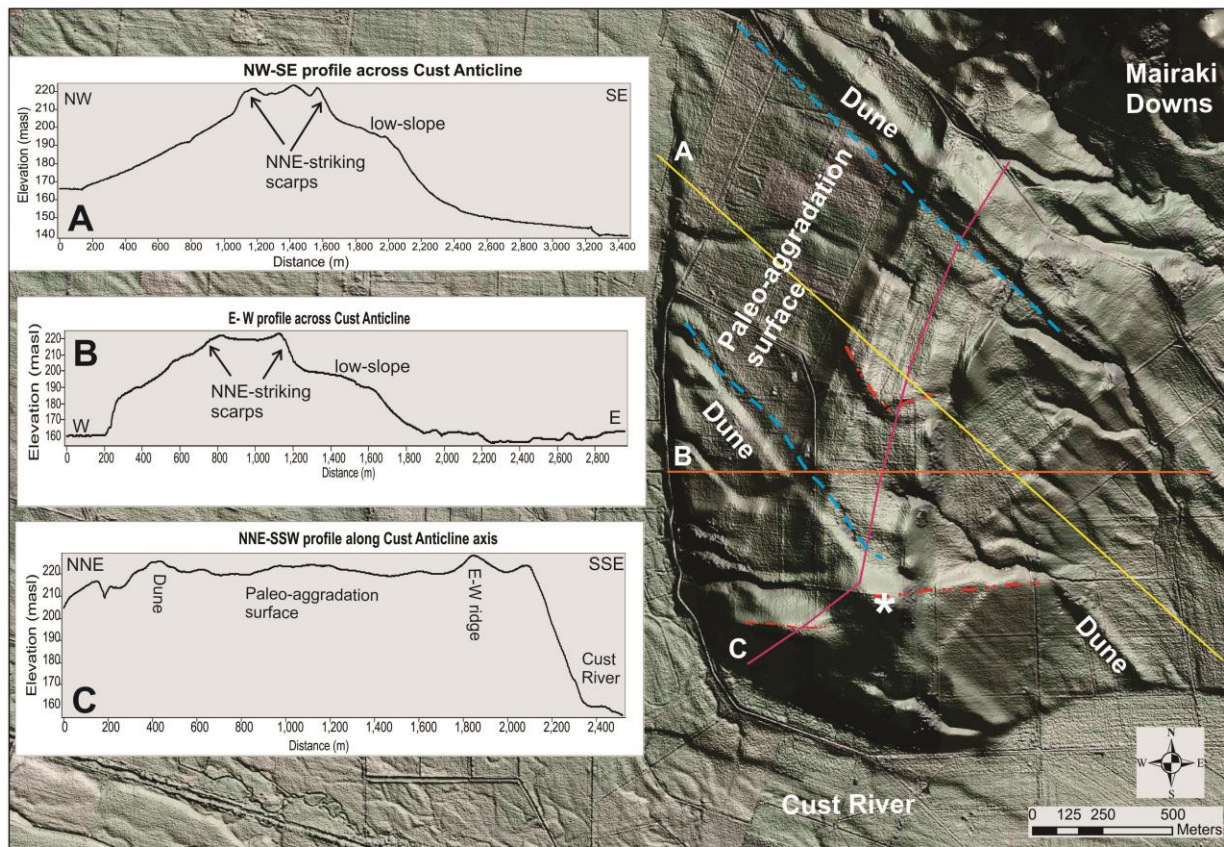 NW-SE profile across Cust Anticline
NW
SE
Elevation (masl)
220
210
200
190
180
170
160
150
140
NNE-striking
scarps
low-slope
A
0 200 400 600 800 1,000 1,200 1,400 1,600 1,800 2,000 2,200 2,400 2,600 2,800 3,000 3,200 3,400
Distance (m)
E- W profile across Cust Anticline
B
Elevation (masl)
220
210
200
190
180
170
160
NNE-striking
scarps
low-slope
W
E
0 200 400 600 800 1,000 1,200 1,400 1,600 1,800 2,000 2,200 2,400 2,600 2,800
Distance (m)
NNE-SSW profile along Cust Anticline axis
NNE
SSE
Elevation (masl)
220
210
200
190
180
170
160
Dune
Paleo-aggradation
surface
E-W ridge
Cust
River
C
0 200 400 600 800 1,000 1,200 1,400 1,600 1,800 2,000 2,200 2,400
Distance (m)
Mairaki
Downs
Dune
A
Paleo-aggradation
surface
Dune
B
*
C
Dune
Cust River
N
W E
S
0 125 250 500
Meters